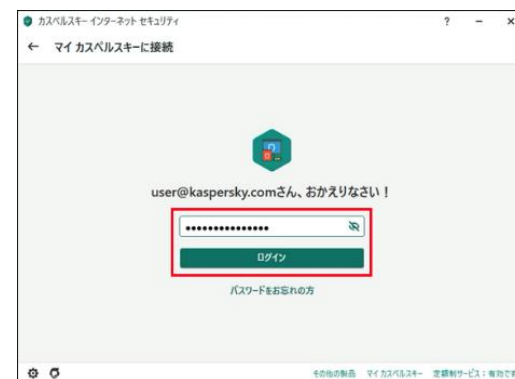 カスペルスキー インターネット セキュリティ ? − ×
← マイ カスペルスキーに接続
user@kaspersky.comさん、おかえりなさい！
•••••••••••••••
ログイン
パスワードをお忘れの方
その他の製品 マイ カスペルスキー 定額制サービス：有効です